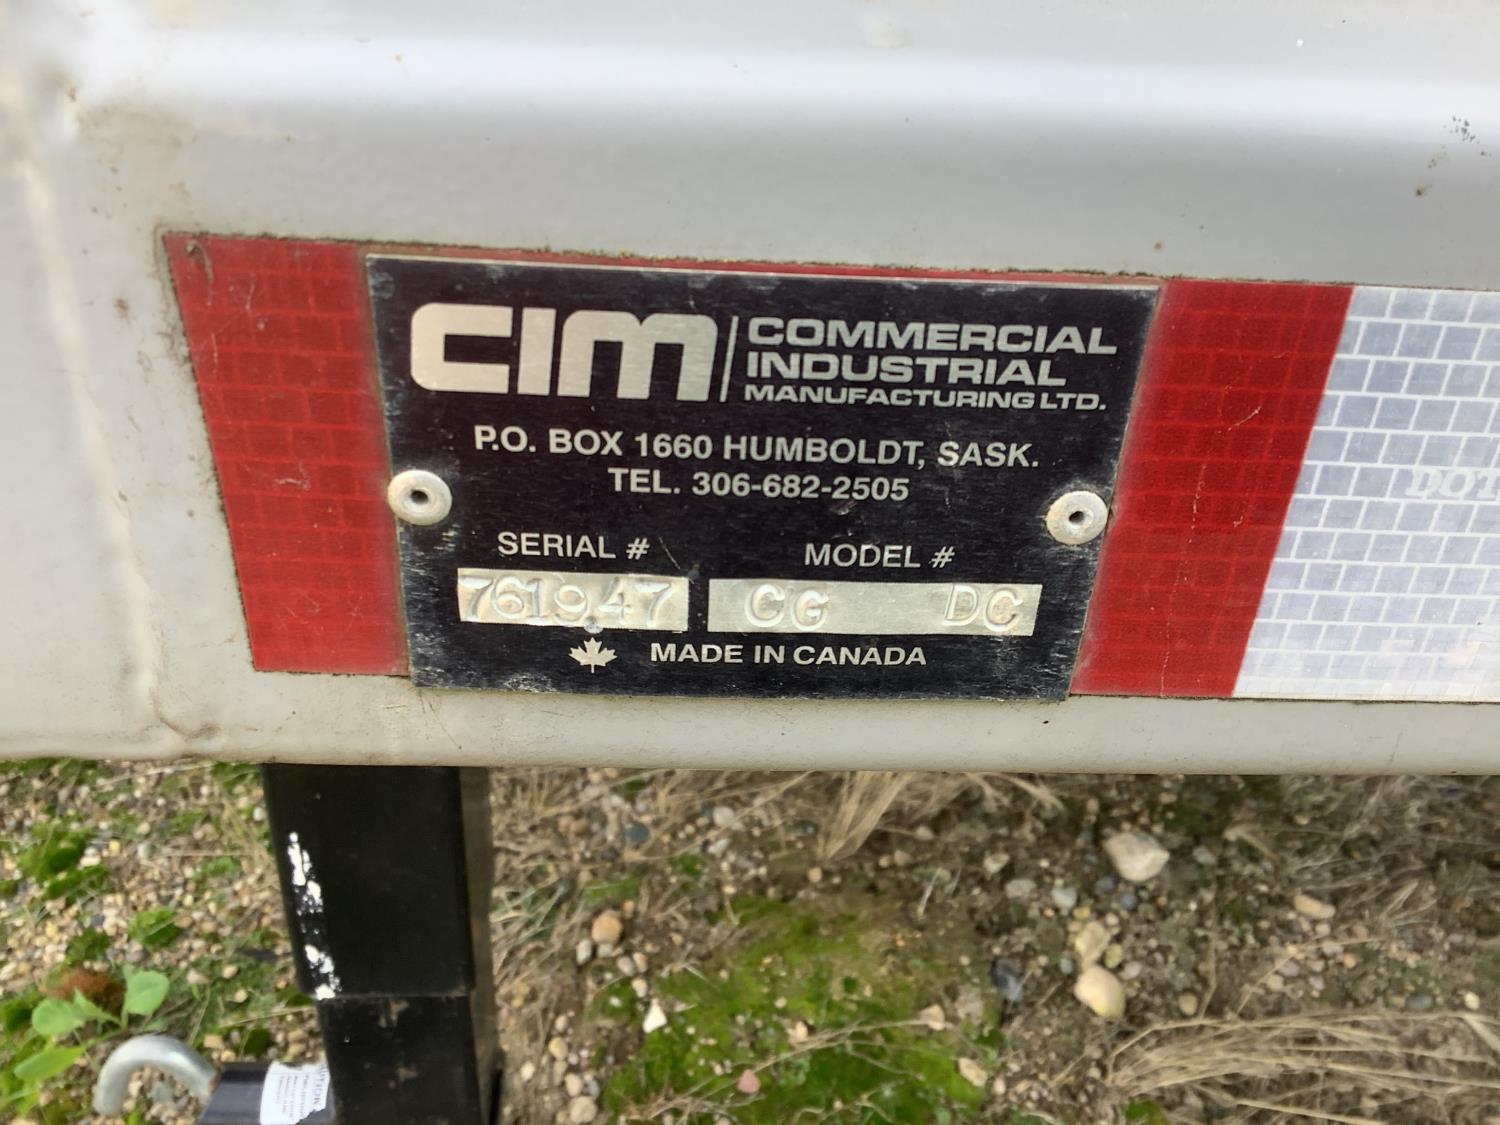 CIM COMMERCIAL
INDUSTRIAL
MANUFACTURING LTD.
P.O. BOX 1660 HUMBOLDT, SASK.
TEL. 306-682-2505
SERIAL # MODEL #
761947 CG DC
MADE IN CANADA
DOT